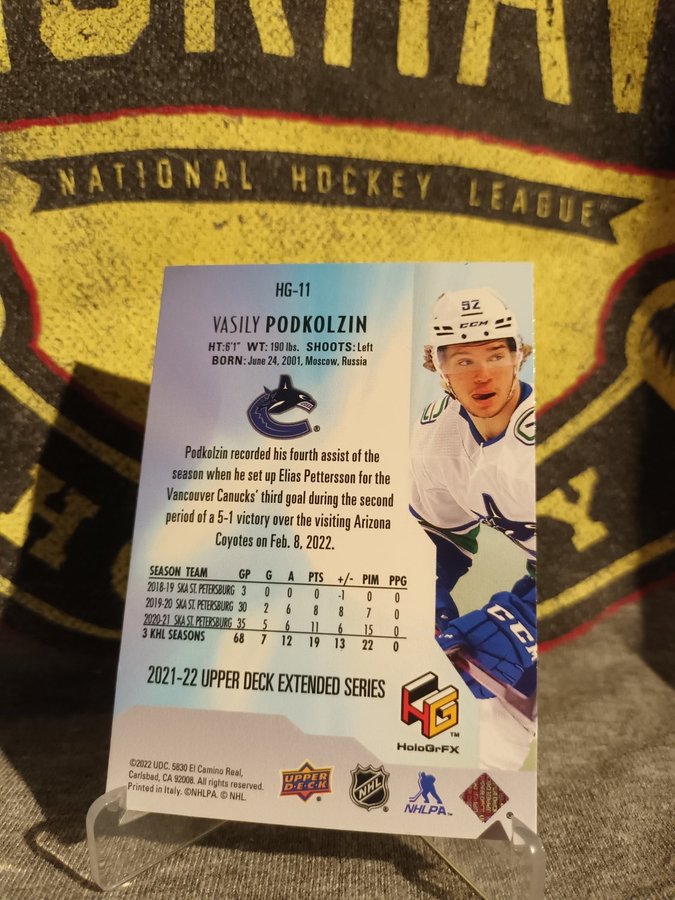 NATIONAL HOCKEY LEAGUE
HG-11
VASILY PODKOLZIN
HT: 6'1" WT: 190 lbs. SHOOTS: Left
BORN: June 24, 2001, Moscow, Russia
92
CCM
Podkolzin recorded his fourth assist of the
season when he set up Elias Pettersson for the
Vancouver Canucks' third goal during the second
period of a 5-1 victory over the visiting Arizona
Coyotes on Feb. 8, 2022.
SEASON TEAM GP G A PTS +/- PIM PPG
2018-19 SKA ST. PETERSBURG 3 0 0 0 -1 0 0
2019-20 SKA ST. PETERSBURG 30 2 6 8 8 7 0
2020-21 SKA ST. PETERSBURG 35 5 6 11 6 15 0
3 KHL SEASONS 68 7 12 19 13 22 0
CCM
2021-22 UPPER DECK EXTENDED SERIES
HG™
HoloGrFX
©2022 UDC. 5830 El Camino Real,
Carlsbad, CA 92008. All rights reserved.
Printed in Italy. ©NHLPA. © NHL.
UPPER
DECK
NHL
NHLPA